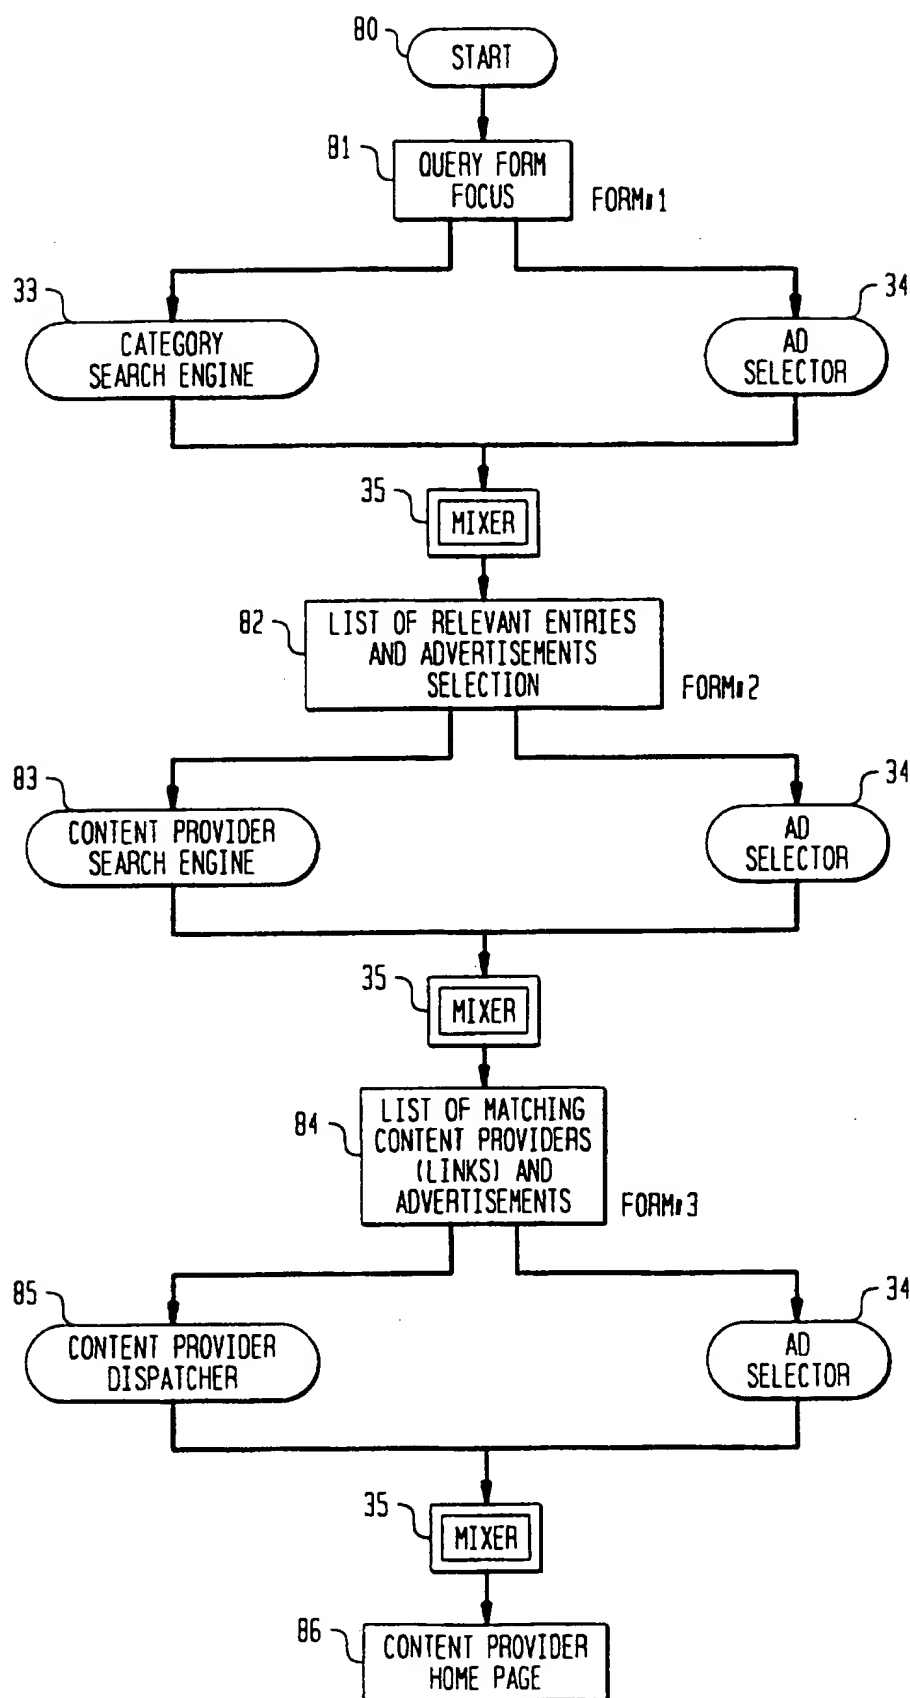 80
START
81
QUERY FORM
FOCUS
FORM#1
33
CATEGORY
SEARCH ENGINE
34
AD
SELECTOR
35
MIXER
82
LIST OF RELEVANT ENTRIES
AND ADVERTISEMENTS
SELECTION
FORM#2
83
CONTENT PROVIDER
SEARCH ENGINE
34
AD
SELECTOR
35
MIXER
84
LIST OF MATCHING
CONTENT PROVIDERS
(LINKS) AND
ADVERTISEMENTS
FORM#3
85
CONTENT PROVIDER
DISPATCHER
34
AD
SELECTOR
35
MIXER
86
CONTENT PROVIDER
HOME PAGE